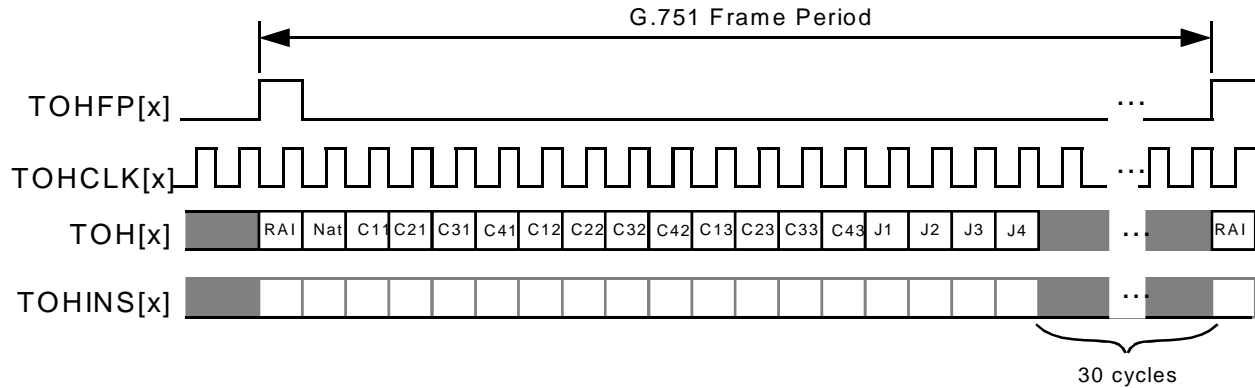 G.751 Frame Period
TOHFP[x]
...
TOHCLK[x]
...
TOH[x]
RAI Nat C11 C21 C31 C41 C12 C22 C32 C42 C13 C23 C33 C43 J1 J2 J3 J4 ... RAI
TOHINS[x]
...
30 cycles